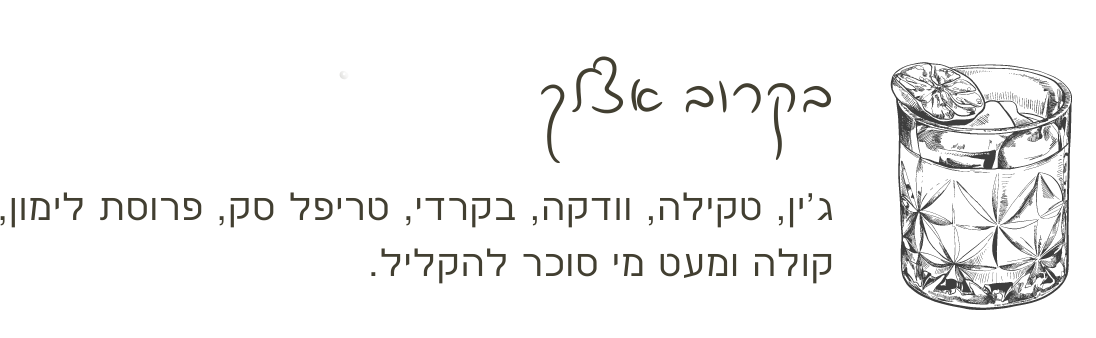 בקרוב אצלך
ג'ין, טקילה, וודקה, בקרדי, טריפל סק, פרוסת לימון,
קולה ומעט מי סוכר להקליל.